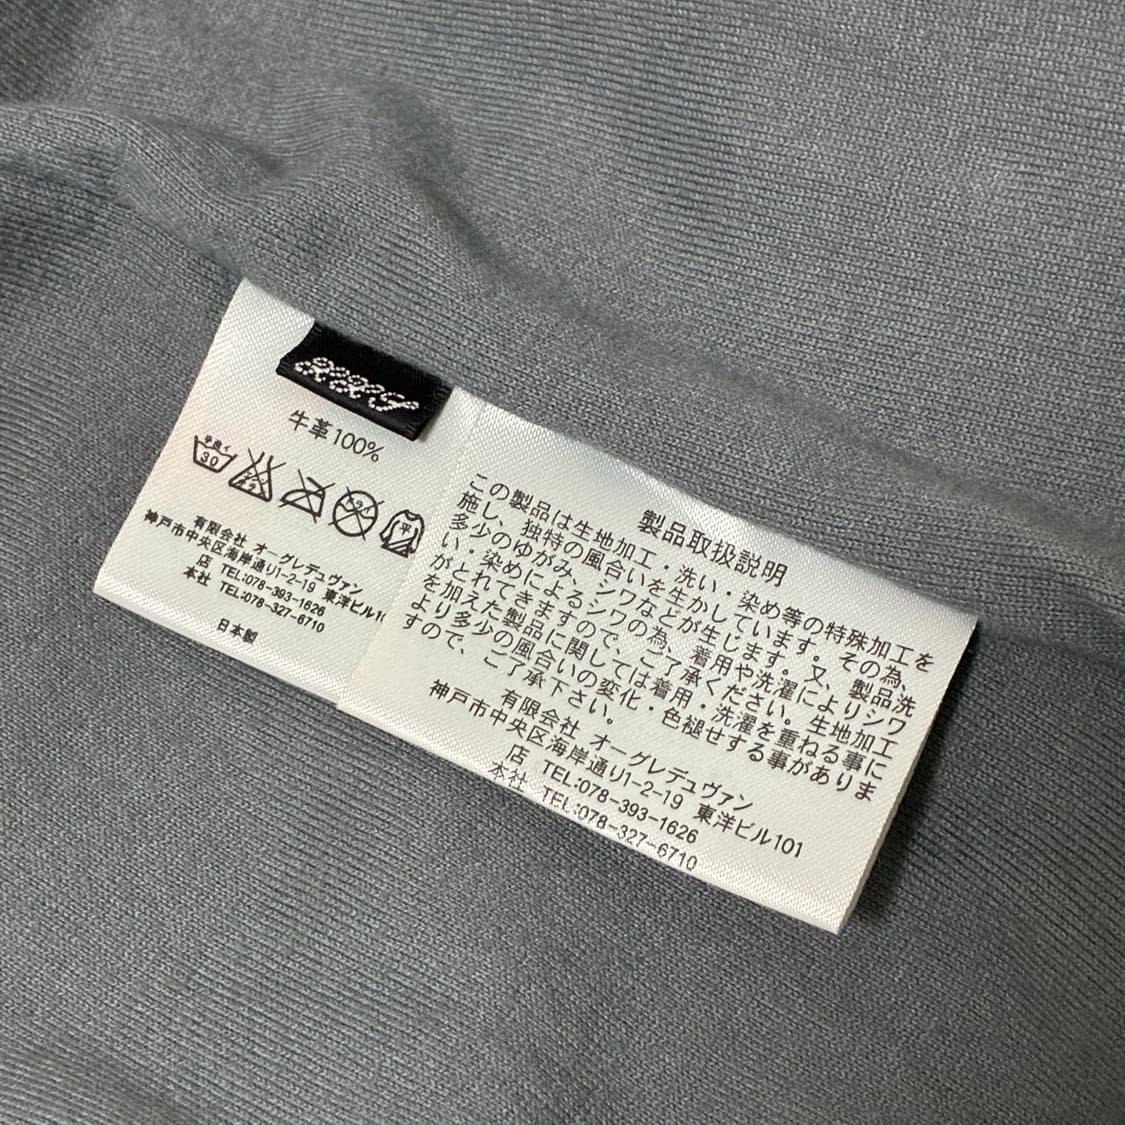 牛革100%
手洗イ
30
エンソ
有限会社 オーグレデュヴァン
神戸市中央区海岸通り1-2-19 東洋ビル10
店 TEL:078-393-1626
本社 TEL:078-327-6710
日本製
製品取扱説明
この製品は生地加工・洗い・染め等の特殊加工を
施し、独特の風合いを生かしています。その為、
多少のゆがみ、シワなどが生じます。又、製品洗
い・染めによるシワの為、着用や洗濯によりシワ
がとれてきますので、ご了承ください。生地加工
を加えた製品に関しては着用・洗濯を重ねる事に
より多少の風合いの変化・色褪せする事がありま
すので、ご了承下さい。
有限会社 オーグレデュヴァン
神戸市中央区海岸通り1-2-19 東洋ビル101
店 TEL:078-393-1626
本社 TEL:078-327-6710